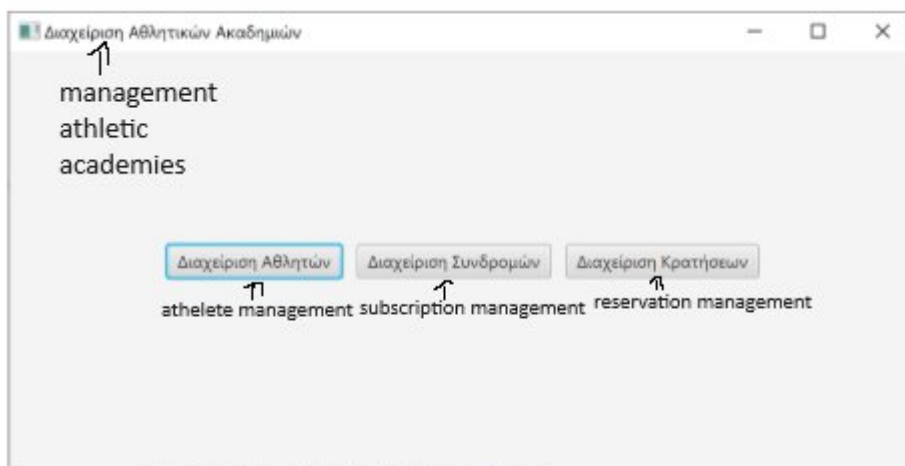 Διαχείριση Αθλητικών Ακαδημιών
management
athletic
academies
Διαχείριση Αθλητών Διαχείριση Συνδρομών Διαχείριση Κρατήσεων
athelete management subscription management reservation management